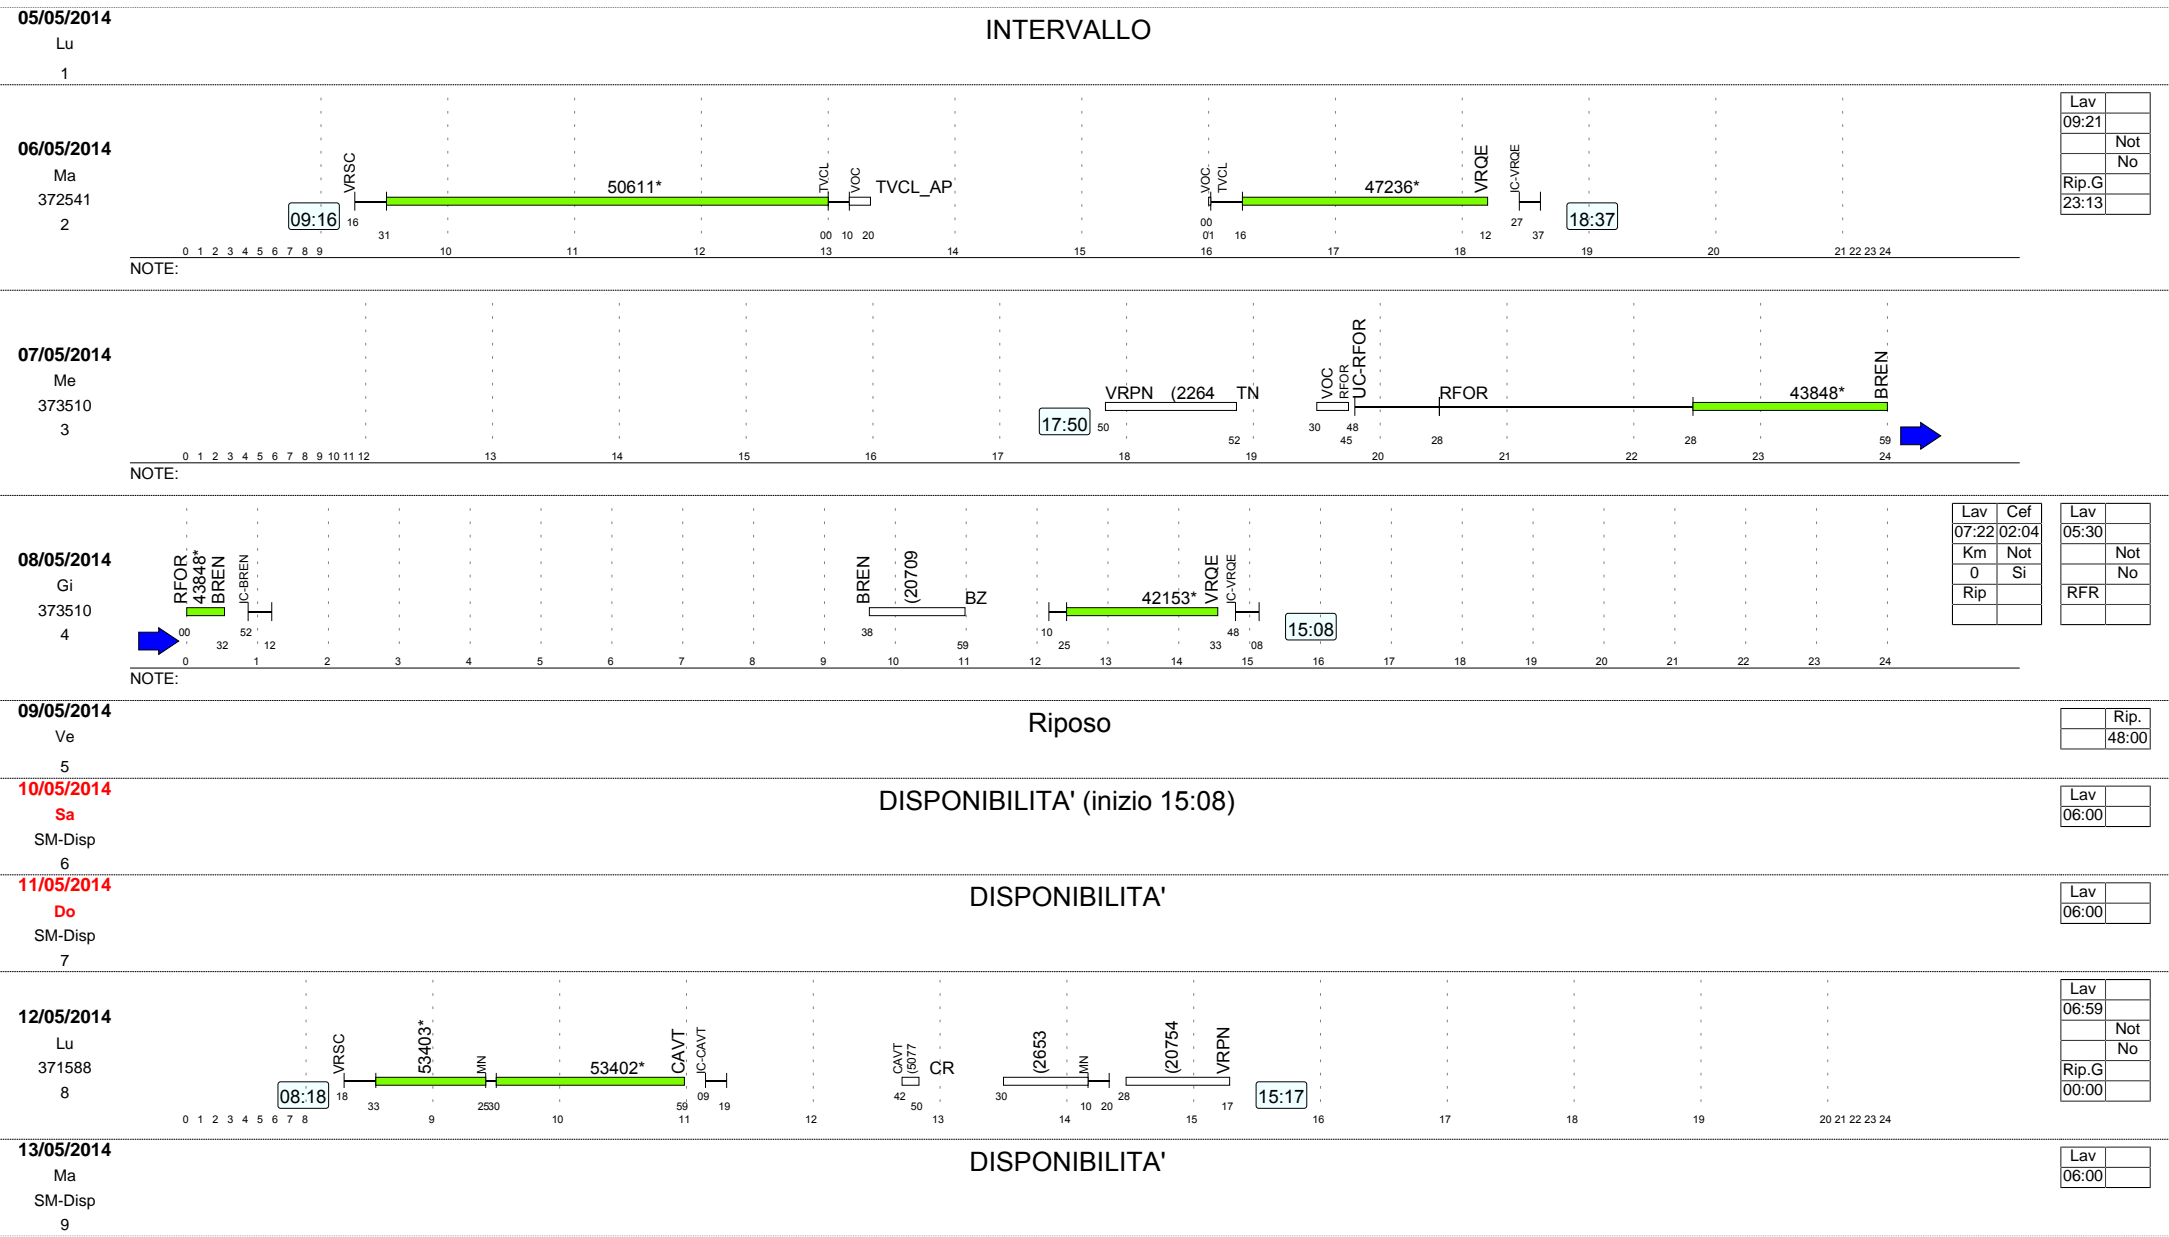 05/05/2014
Lu
1
INTERVALLO
06/05/2014
Ma
372541
2
09:16
VRSC
50611*
TVCL
VOC
TVCL_AP
VOC
TVCL
47236*
VRQE
IC-VRQE
18:37
16
31
00 10 20
00
01
16
12
27
37
0 1 2 3 4 5 6 7 8 9 10 11 12 13 14 15 16 17 18 19 20 21 22 23 24
NOTE:
Lav
09:21
Not
No
Rip.G
23:13
07/05/2014
Me
373510
3
17:50
VRPN (2264 TN
VOC
RFOR
UC-RFOR
RFOR
43848*
BREN
50
52
30
45
48
28
28
59
0 1 2 3 4 5 6 7 8 9 10 11 12 13 14 15 16 17 18 19 20 21 22 23 24
NOTE:
08/05/2014
Gi
373510
4
RFOR
43848*
BREN
IC-BREN
BREN
(20709
BZ
42153*
VRQE
IC-VRQE
15:08
00
32
52
12
38
59
10
25
33
48
08
0 1 2 3 4 5 6 7 8 9 10 11 12 13 14 15 16 17 18 19 20 21 22 23 24
NOTE:
Lav Cef
07:22 02:04
Km Not
0 Si
Rip
Lav
05:30
Not
No
RFR
09/05/2014
Ve
5
Riposo
Rip.
48:00
10/05/2014
Sa
SM-Disp
6
DISPONIBILITA' (inizio 15:08)
Lav
06:00
11/05/2014
Do
SM-Disp
7
DISPONIBILITA'
Lav
06:00
12/05/2014
Lu
371588
8
08:18
VRSC
53403*
MN
53402*
CAVT
IC-CAVT
CAVT
(5077
CR
(2653
MN
(20754
VRPN
15:17
18
33
25 30
59
09
19
42
50
30
10 20
28
17
0 1 2 3 4 5 6 7 8 9 10 11 12 13 14 15 16 17 18 19 20 21 22 23 24
Lav
06:59
Not
No
Rip.G
00:00
13/05/2014
Ma
SM-Disp
9
DISPONIBILITA'
Lav
06:00